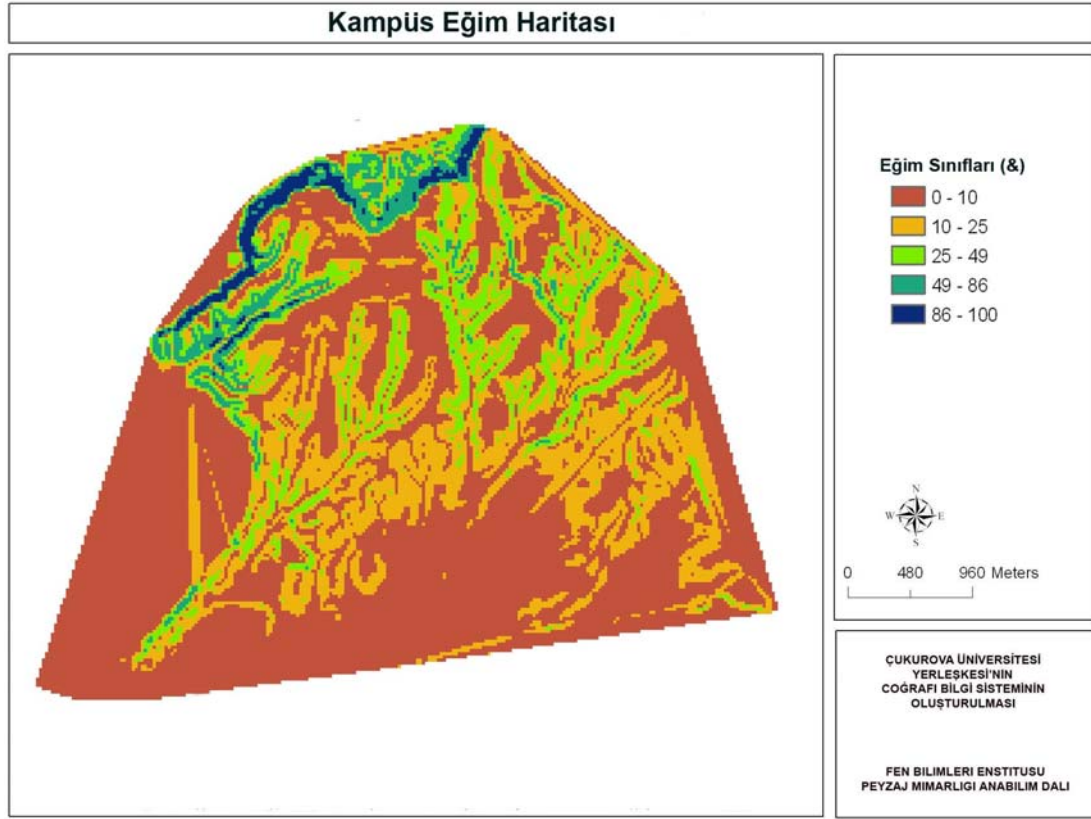 Kampüs Eğim Haritası
Eğim Sınıfları (&)
0 - 10
10 - 25
25 - 49
49 - 86
86 - 100
N
W E
S
0 480 960 Meters
ÇUKUROVA ÜNİVERSİTESİ
YERLEŞKESİ'NIN
COĞRAFI BİLGİ SİSTEMİNİN
OLUŞTURULMASI
FEN BILIMLERI ENSTITUSU
PEYZAJ MIMARLIGI ANABILIM DALI